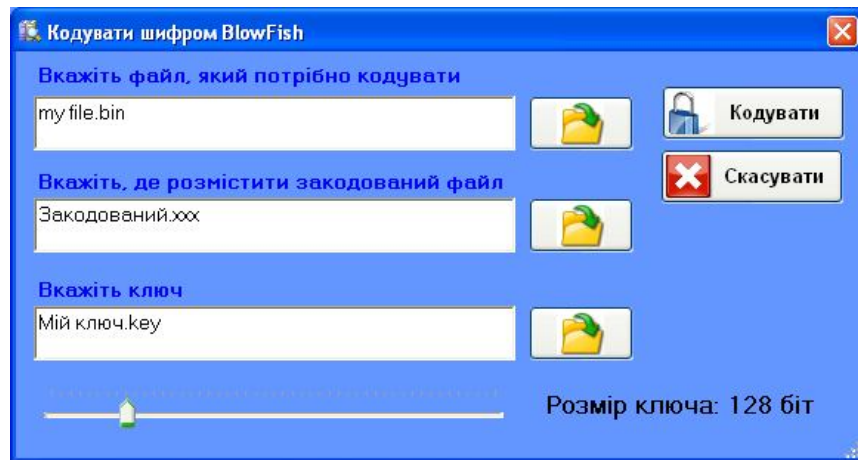 Кодувати шифром BlowFish
Вкажіть файл, який потрібно кодувати
my file.bin
Кодувати
Вкажіть, де розмістити закодований файл
Скасувати
Закодований.xxx
Вкажіть ключ
Мій ключ.key
Розмір ключа: 128 біт